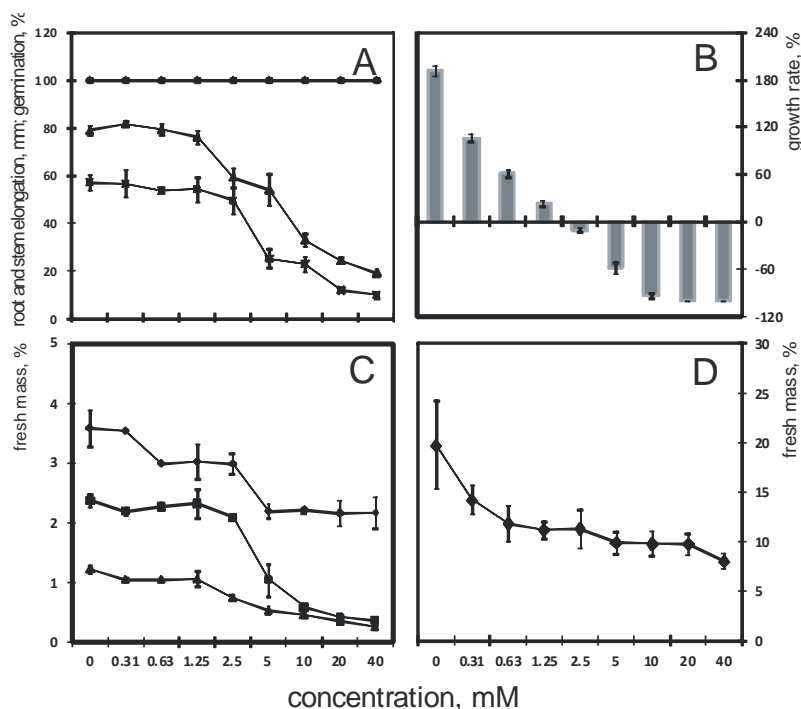 root and stem elongation, mm; germination, %
120
100
80
60
40
20
0
A
B
240
180
120
60
0
-60
-120
growth rate, %
fresh mass, %
5
4
3
2
1
0
C
D
30
25
20
15
10
5
0
fresh mass, %
0 0.31 0.63 1.25 2.5 5 10 20 40
0 0.31 0.63 1.25 2.5 5 10 20 40
concentration, mM